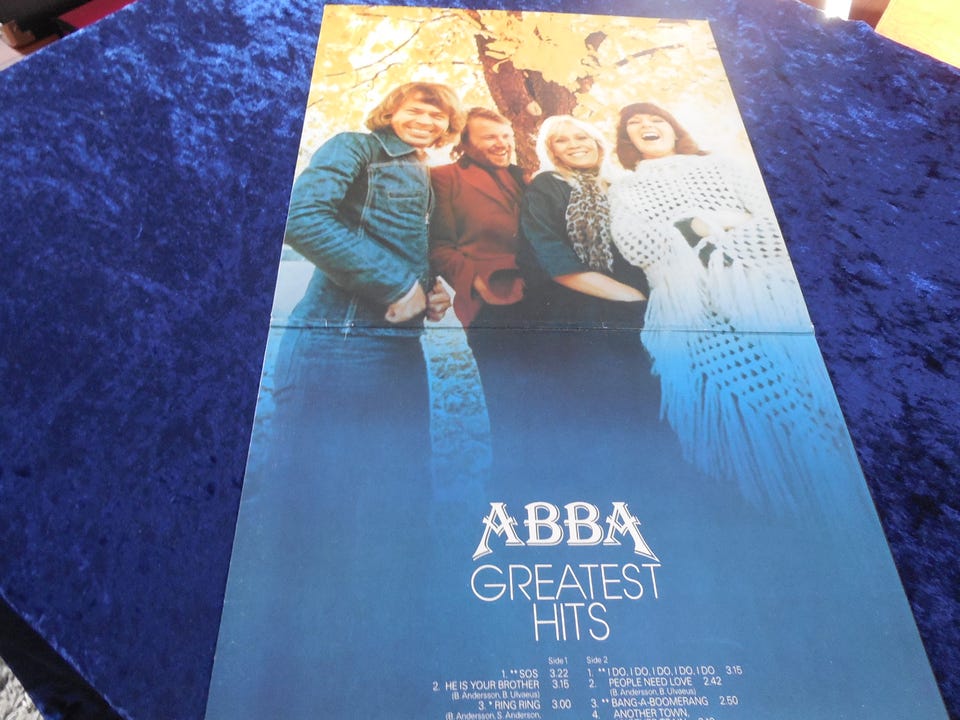 ABBA
GREATEST
HITS
Side 1
1. **SOS 3.22
2. HE IS YOUR BROTHER 3.15
(B. Andersson, B. Ulvaeus)
3. * RING RING 3.00
(B. Andersson, S. Anderson,
Side 2
1. **I DO, I DO, I DO, I DO, I DO 3.15
2. PEOPLE NEED LOVE 2.42
(B. Andersson, B. Ulvaeus)
3. **BANG-A-BOOMERANG 2.50
4. ANOTHER TOWN,